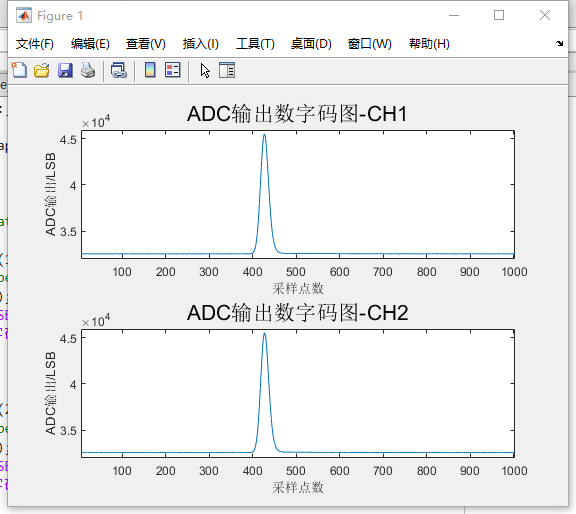 Figure 1
文件(F) 编辑(E) 查看(V) 插入(I) 工具(T) 桌面(D) 窗口(W) 帮助(H)
ADC输出数字码图-CH1
×10⁴
4.5
4
3.5
ADC输出/LSB
100 200 300 400 500 600 700 800 900 1000
采样点数
ADC输出数字码图-CH2
×10⁴
4.5
4
3.5
ADC输出/LSB
100 200 300 400 500 600 700 800 900 1000
采样点数